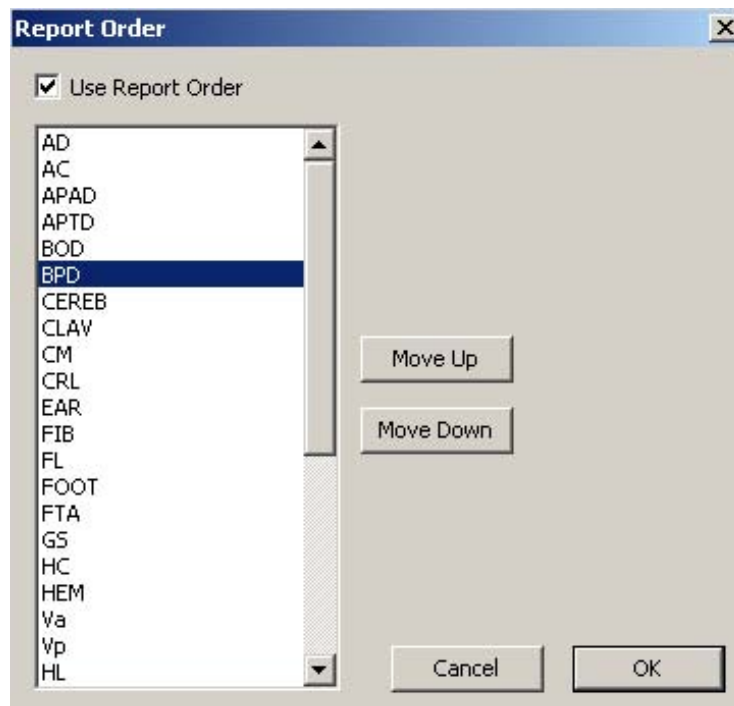 Report Order
Use Report Order
AD
AC
APAD
APTD
BOD
BPD
CEREB
CLAV
CM
CRL
EAR
FIB
FL
FOOT
FTA
GS
HC
HEM
Va
Vp
HL
Move Up
Move Down
Cancel
OK